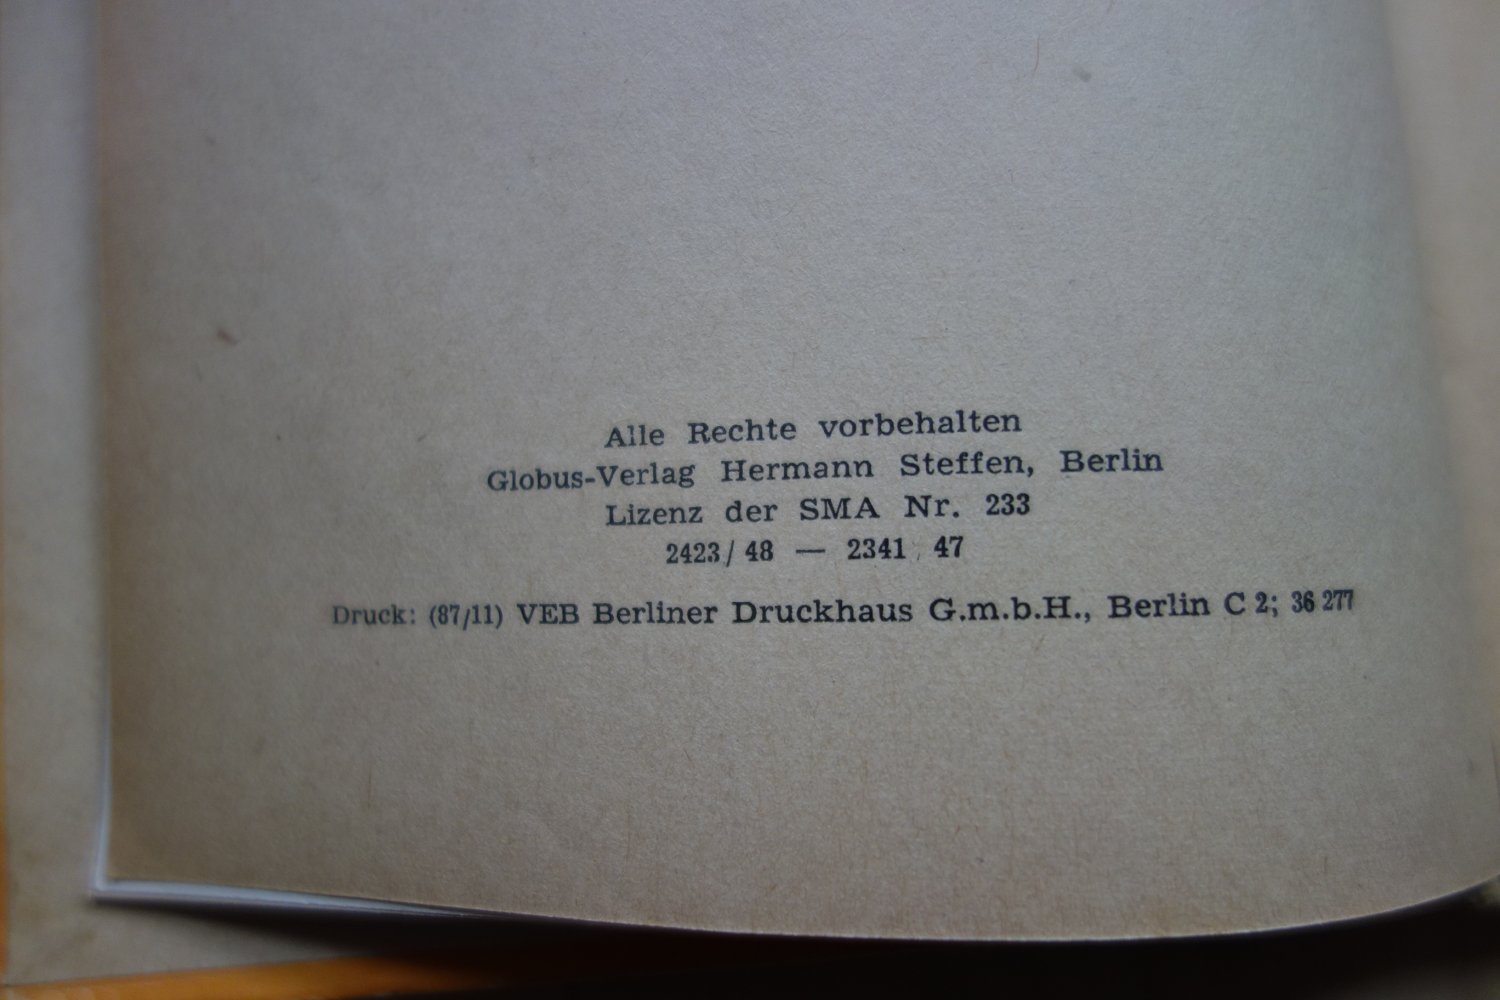 Alle Rechte vorbehalten
Globus-Verlag Hermann Steffen, Berlin
Lizenz der SMA Nr. 233
2423/48 — 2341 47
Druck: (87/11) VEB Berliner Druckhaus G.m.b.H., Berlin C 2; 36 277